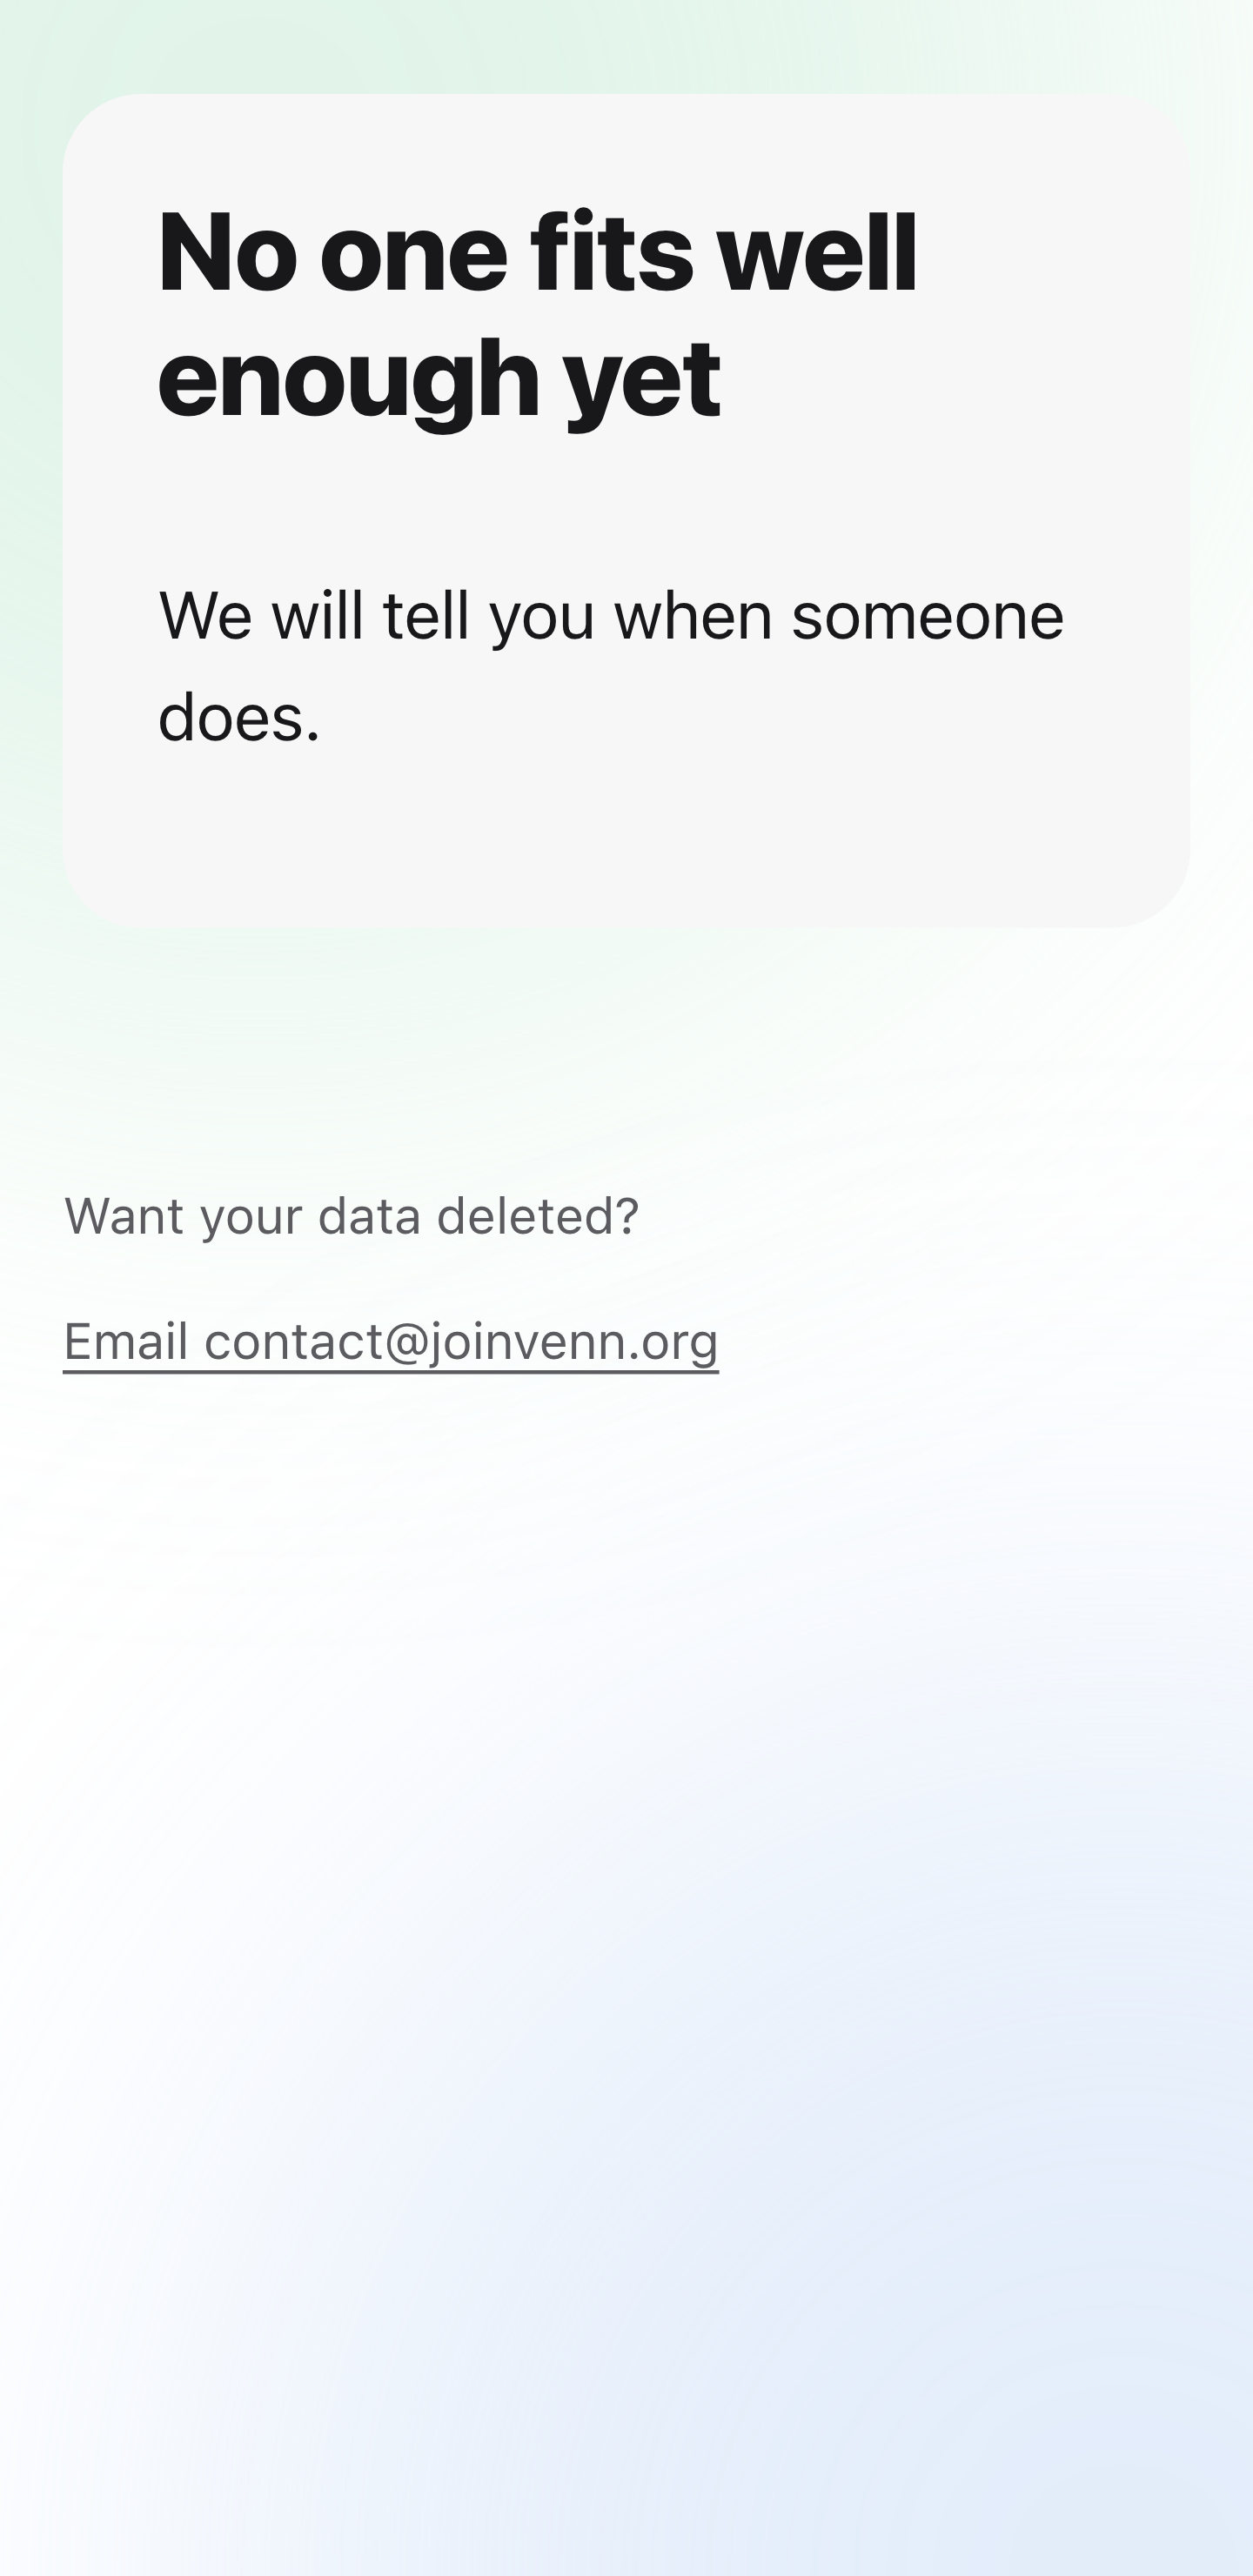 No one fits well
enough yet
We will tell you when someone
does.
Want your data deleted?
Email contact@joinvenn.org